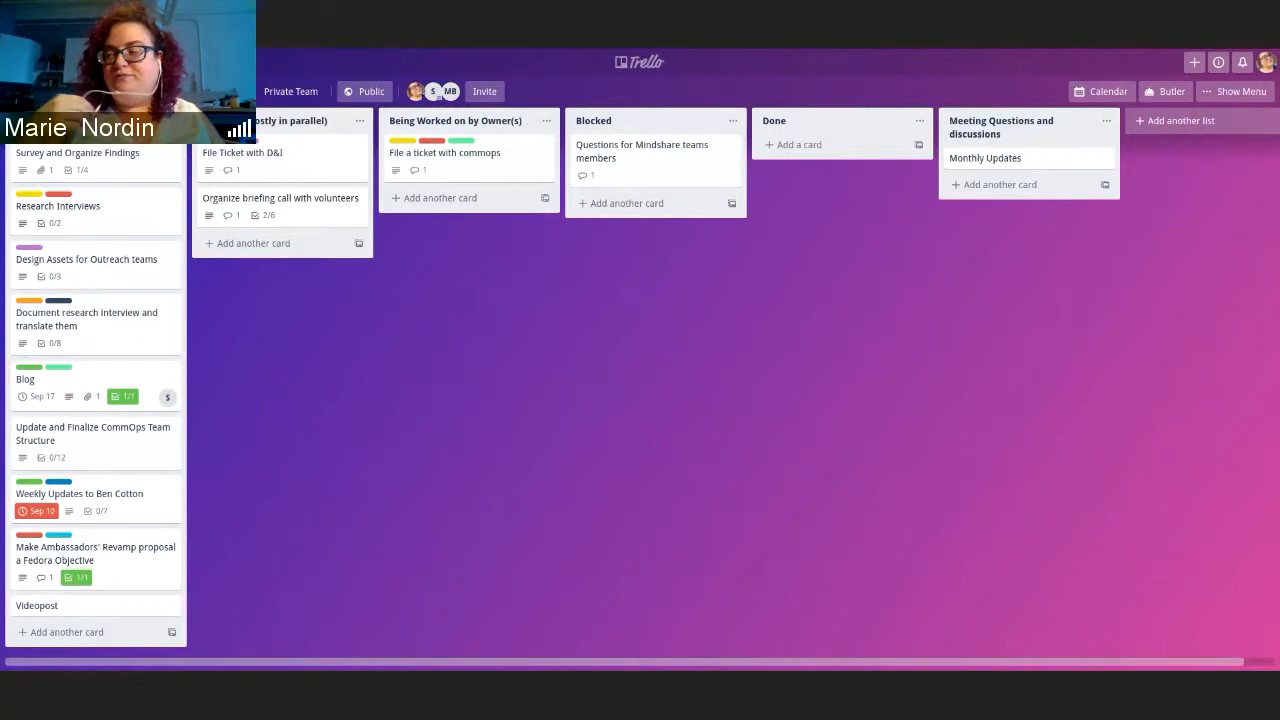 Trello
Private Team
Public
S
MB
Invite
Calendar
Butler
Show Menu
Marie Nordin
Survey and Organize Findings
1
1/4
Research Interviews
0/2
Design Assets for Outreach teams
0/3
Document research interview and
translate them
0/8
Blog
Sep 17
1
1/1
S
Update and Finalize CommOps Team
Structure
0/12
Weekly Updates to Ben Cotton
Sep 10
0/7
Make Ambassadors' Revamp proposal
a Fedora Objective
1
1/1
Videopost
+ Add another card
in parallel)
File Ticket with D&I
1
Organize briefing call with volunteers
1
2/6
+ Add another card
Being Worked on by Owner(s)
File a ticket with commops
1
+ Add another card
Blocked
Questions for Mindshare teams
members
1
+ Add another card
Done
+ Add a card
Meeting Questions and
discussions
Monthly Updates
+ Add another card
+ Add another list